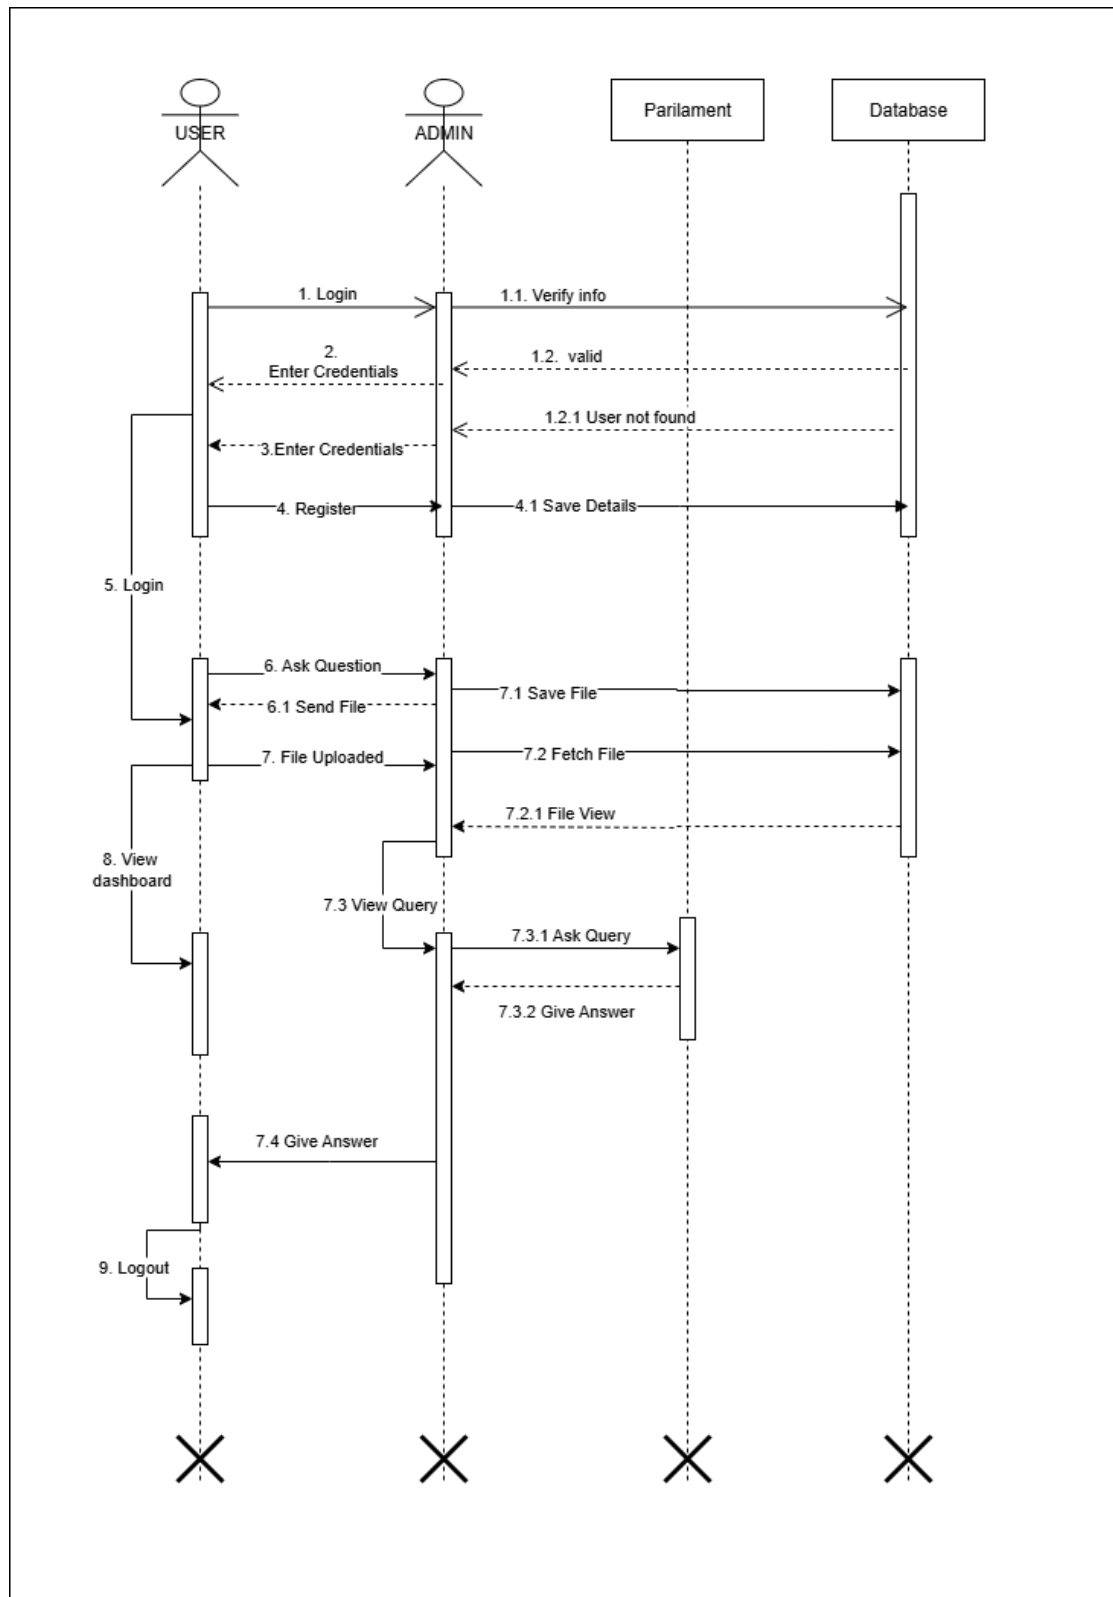 USER
ADMIN
Parilament
Database
1. Login
1.1. Verify info
2.
Enter Credentials
1.2. valid
1.2.1 User not found
3.Enter Credentials
4. Register
4.1 Save Details
5. Login
6. Ask Question
7.1 Save File
6.1 Send File
7. File Uploaded
7.2 Fetch File
7.2.1 File View
8. View
dashboard
7.3 View Query
7.3.1 Ask Query
7.3.2 Give Answer
7.4 Give Answer
9. Logout